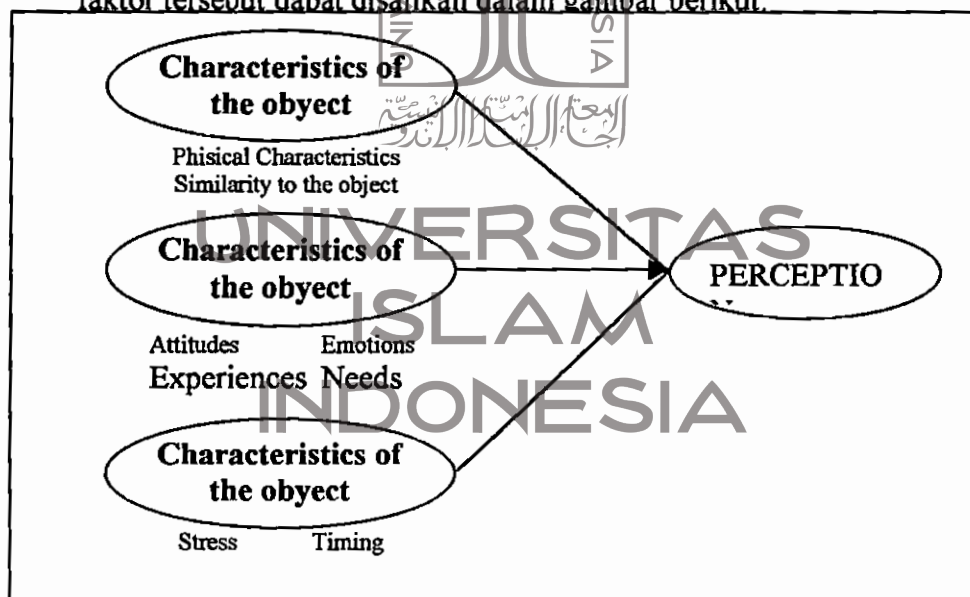 faktor tersebut dapat disajikan dalam gambar berikut:
Characteristics of
the obyect
Phisical Characteristics
Similarity to the object
Characteristics of
the obyect
Attitudes Emotions
Experiences Needs
Characteristics of
the obyect
Stress Timing
PERCEPTIO
UNIVERSITAS
ISLAM
INDONESIA